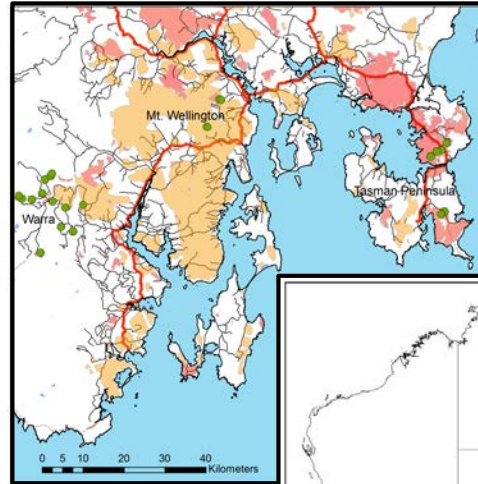 Mt. Wellington
Tasman Peninsula
Warra
0 5 10 20 30 40
Kilometers